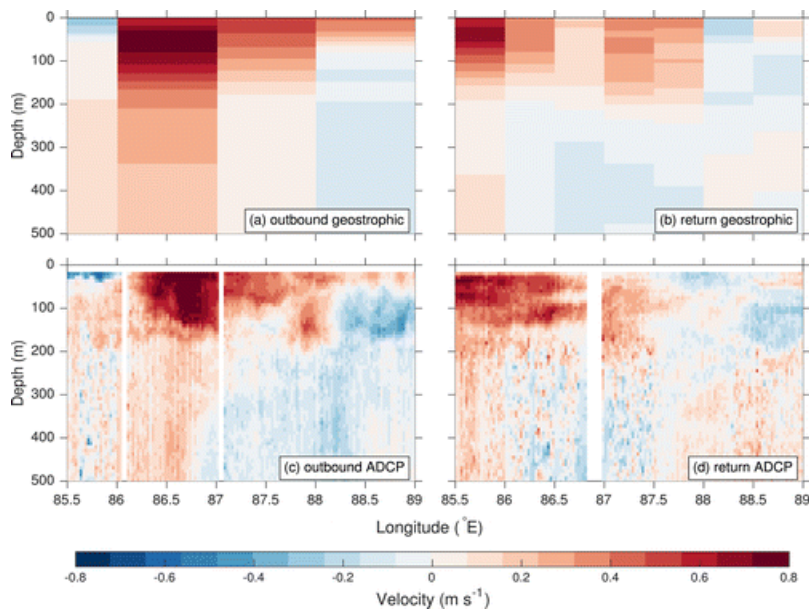 0
100
200
300
400
500
Depth (m)
(a) outbound geostrophic
(b) return geostrophic
0
100
200
300
400
500
Depth (m)
(c) outbound ADCP
(d) return ADCP
85.5 86 86.5 87 87.5 88 88.5 89
85.5 86 86.5 87 87.5 88 88.5 89
Longitude (°E)
-0.8 -0.6 -0.4 -0.2 0 0.2 0.4 0.6 0.8
Velocity (m s⁻¹)